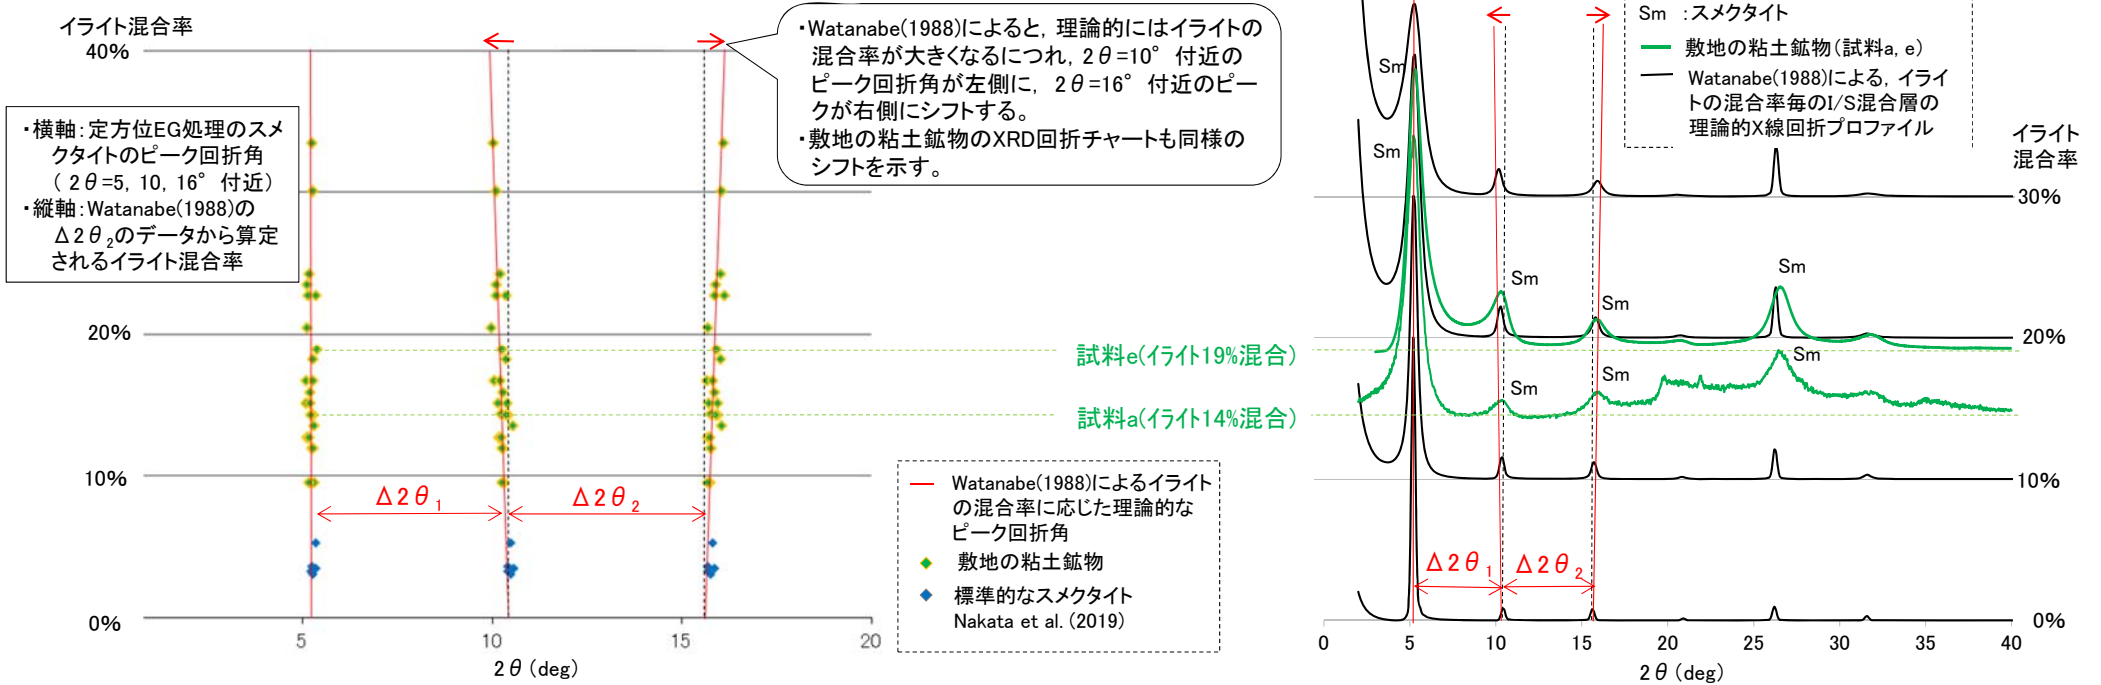 イライト混合率
40%
20%
10%
0%
・横軸：定方位EG処理のスメ
クタイトのピーク回折角
（２θ=5, 10, 16°付近）
・縦軸：Watanabe(1988)の
Δ２θ₂のデータから算定
されるイライト混合率
・Watanabe(1988)によると，理論的にはイライトの
混合率が大きくなるにつれ，２θ=10°付近の
ピーク回折角が左側に，２θ=16°付近のピー
クが右側にシフトする。
・敷地の粘土鉱物のXRD回折チャートも同様の
シフトを示す。
Δ２θ₁
Δ２θ₂
5
10
15
20
２θ（deg）
試料e(イライト19%混合)
試料a(イライト14%混合)
Watanabe(1988)によるイライト
の混合率に応じた理論的な
ピーク回折角
敷地の粘土鉱物
標準的なスメクタイト
Nakata et al.(2019)
Sm ：スメクタイト
敷地の粘土鉱物(試料a, e)
Watanabe(1988)による，イライ
トの混合率毎のI/S混合層の
理論的X線回折プロファイル
イライト
混合率
30%
20%
10%
0%
Sm
Sm
Sm
Sm
Sm
Sm
Sm
Sm
Δ２θ₁
Δ２θ₂
0
5
10
15
20
25
30
35
40
２θ（deg）